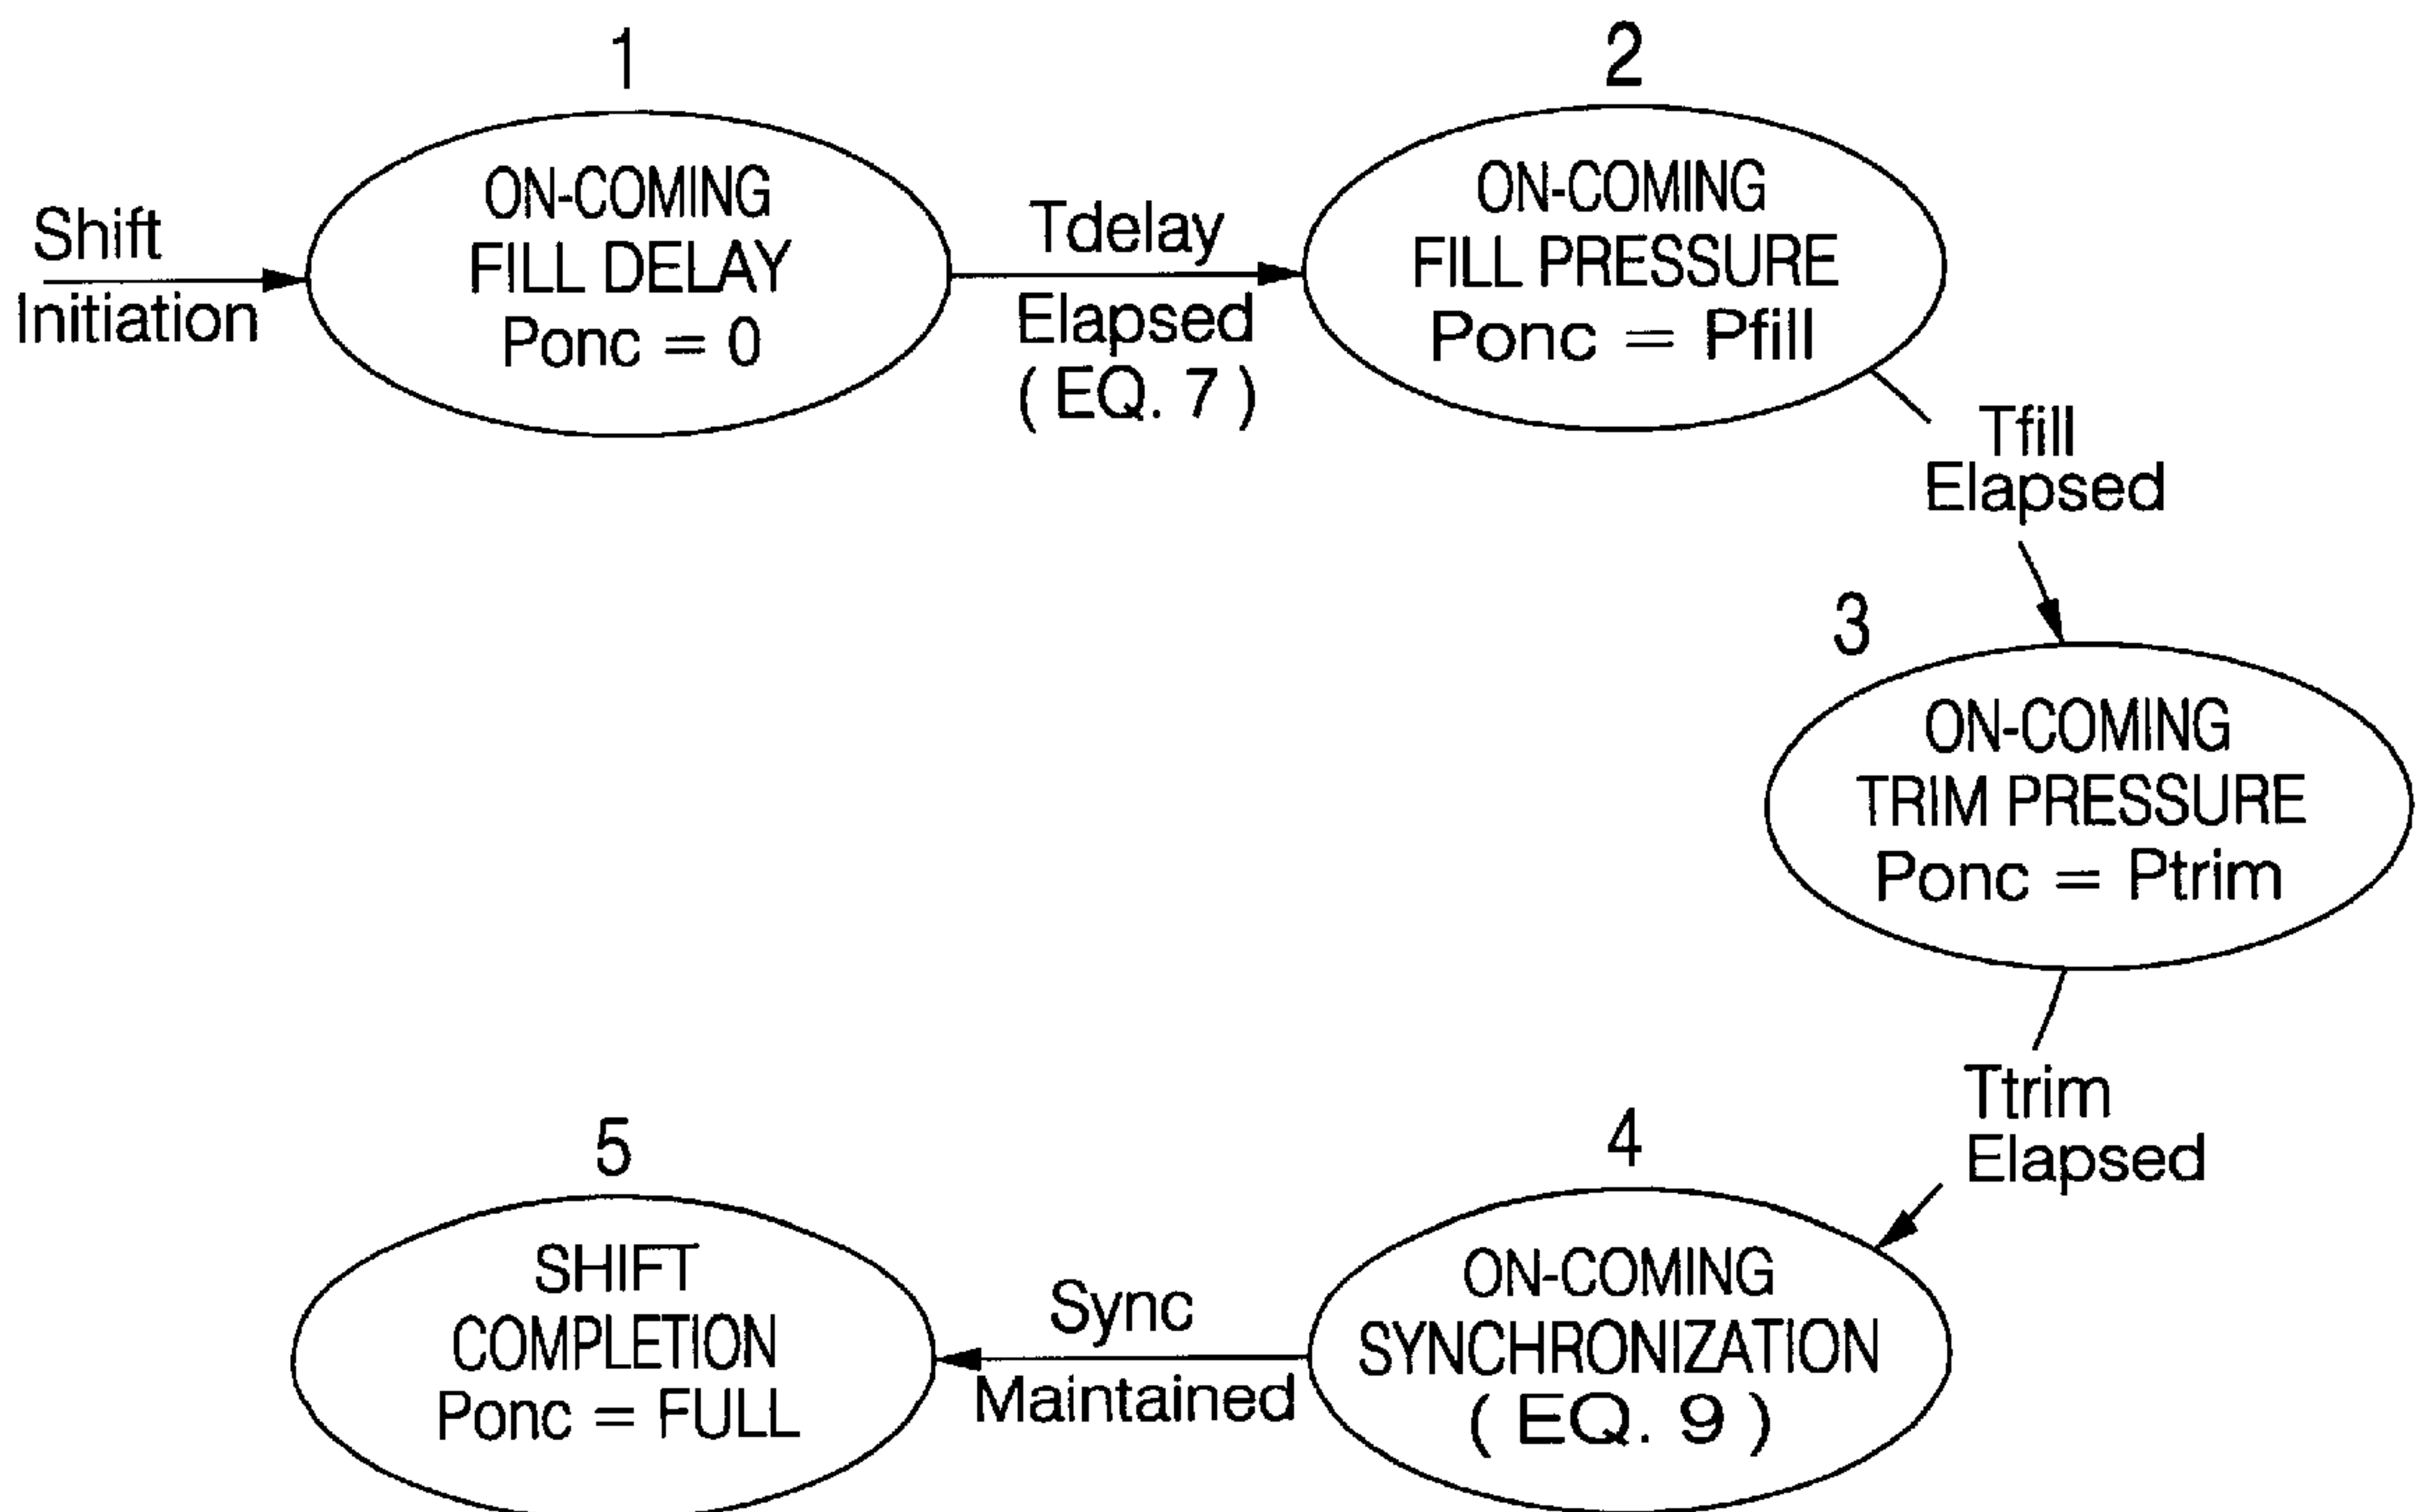 1
ON-COMING
FILL DELAY
Ponc = 0
Shift
Initiation
Tdelay
Elapsed
( EQ. 7 )
2
ON-COMING
FILL PRESSURE
Ponc = Pfill
Tfill
Elapsed
3
ON-COMING
TRIM PRESSURE
Ponc = Ptrim
Ttrim
Elapsed
4
ON-COMING
SYNCHRONIZATION
( EQ. 9 )
Sync
Maintained
5
SHIFT
COMPLETION
Ponc = FULL